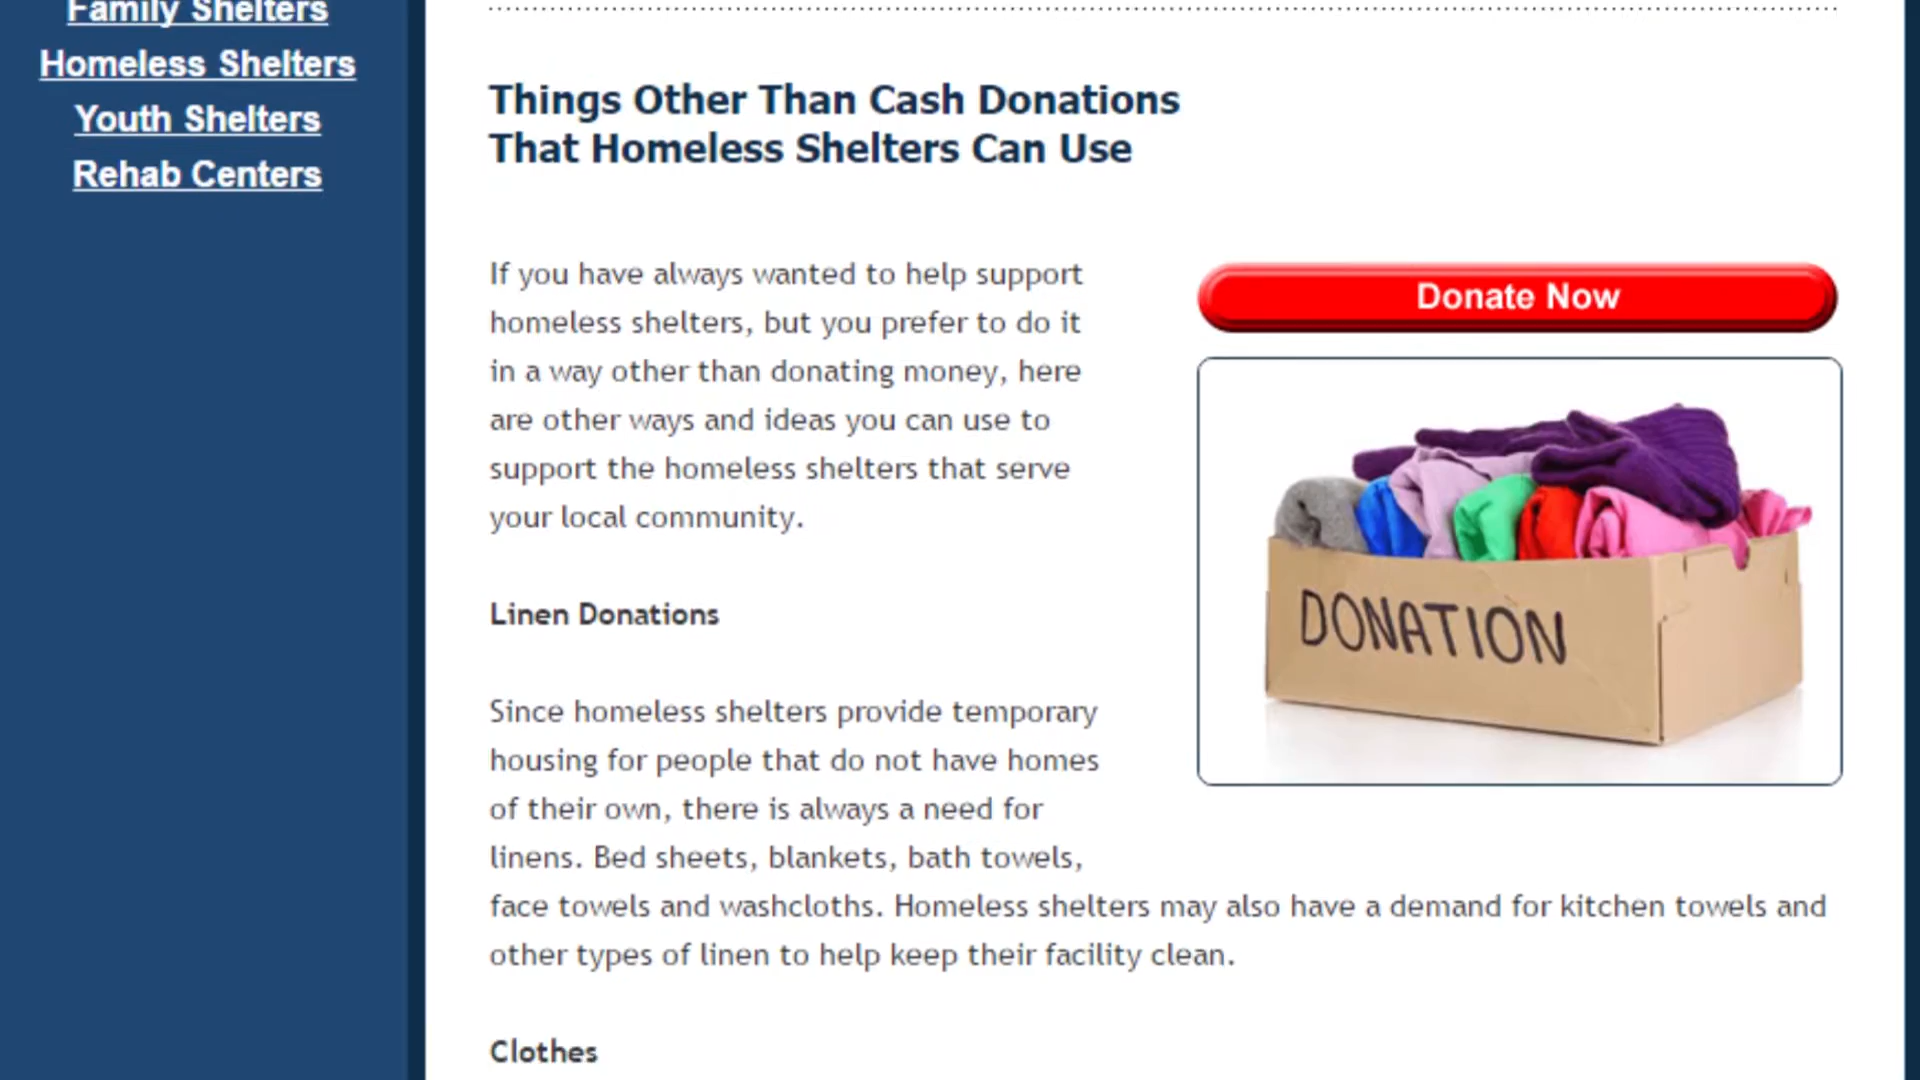 Family Shelters
Homeless Shelters
Youth Shelters
Rehab Centers
Things Other Than Cash Donations
That Homeless Shelters Can Use
If you have always wanted to help support
homeless shelters, but you prefer to do it
in a way other than donating money, here
are other ways and ideas you can use to
support the homeless shelters that serve
your local community.
Donate Now
DONATION
Linen Donations
Since homeless shelters provide temporary
housing for people that do not have homes
of their own, there is always a need for
linens. Bed sheets, blankets, bath towels,
face towels and washcloths. Homeless shelters may also have a demand for kitchen towels and
other types of linen to help keep their facility clean.
Clothes